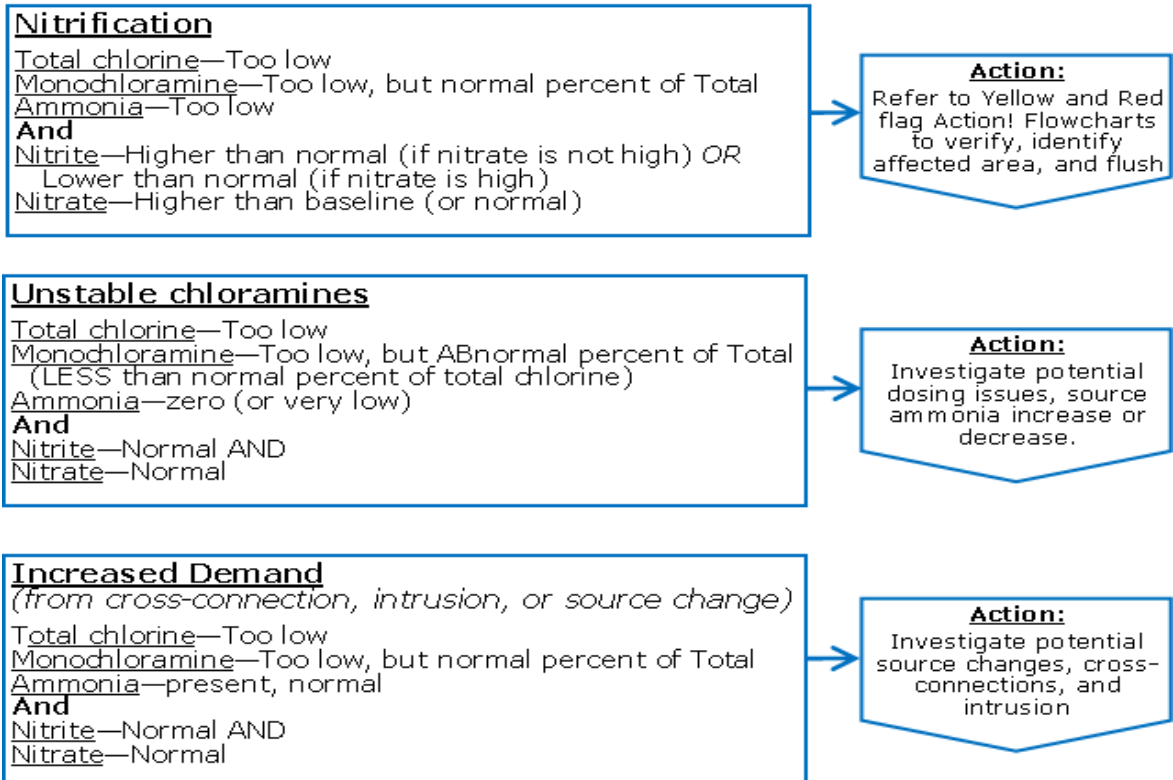 Nitrification
Total chlorine—Too low
Monochloramine—Too low, but normal percent of Total
Ammonia—Too low
And
Nitrite—Higher than normal (if nitrate is not high) OR
Lower than normal (if nitrate is high)
Nitrate—Higher than baseline (or normal)
Action:
Refer to Yellow and Red
flag Action! Flowcharts
to verify, identify
affected area, and flush
Unstable chloramines
Total chlorine—Too low
Monochloramine—Too low, but ABnormal percent of Total
(LESS than normal percent of total chlorine)
Ammonia—zero (or very low)
And
Nitrite—Normal AND
Nitrate—Normal
Action:
Investigate potential
dosing issues, source
ammonia increase or
decrease.
Increased Demand
(from cross-connection, intrusion, or source change)
Total chlorine—Too low
Monochloramine—Too low, but normal percent of Total
Ammonia—present, normal
And
Nitrite—Normal AND
Nitrate—Normal
Action:
Investigate potential
source changes, cross-
connections, and
intrusion